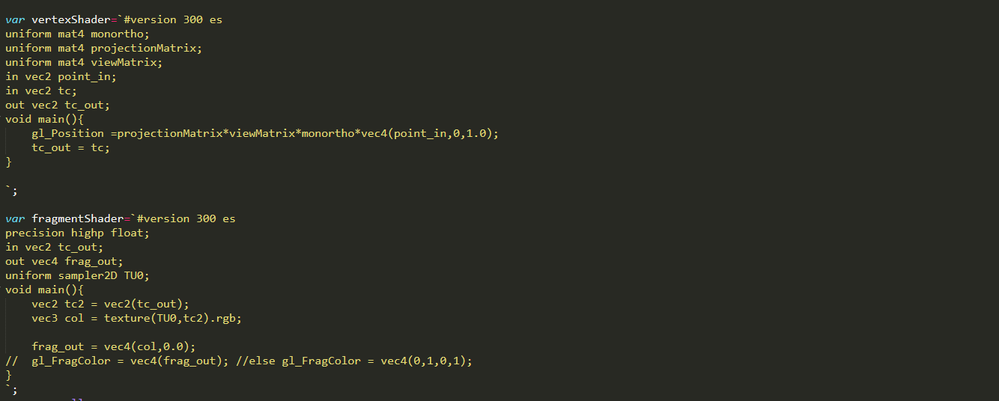 var vertexShader=`#version 300 es
uniform mat4 monortho;
uniform mat4 projectionMatrix;
uniform mat4 viewMatrix;
in vec2 point_in;
in vec2 tc;
out vec2 tc_out;
void main(){
    gl_Position =projectionMatrix*viewMatrix*monortho*vec4(point_in,0,1.0);
    tc_out = tc;
}
`;
var fragmentShader=`#version 300 es
precision highp float;
in vec2 tc_out;
out vec4 frag_out;
uniform sampler2D TU0;
void main(){
    vec2 tc2 = vec2(tc_out);
    vec3 col = texture(TU0,tc2).rgb;
    frag_out = vec4(col,0.0);
//  gl_FragColor = vec4(frag_out); //else gl_FragColor = vec4(0,1,0,1);
}
`;